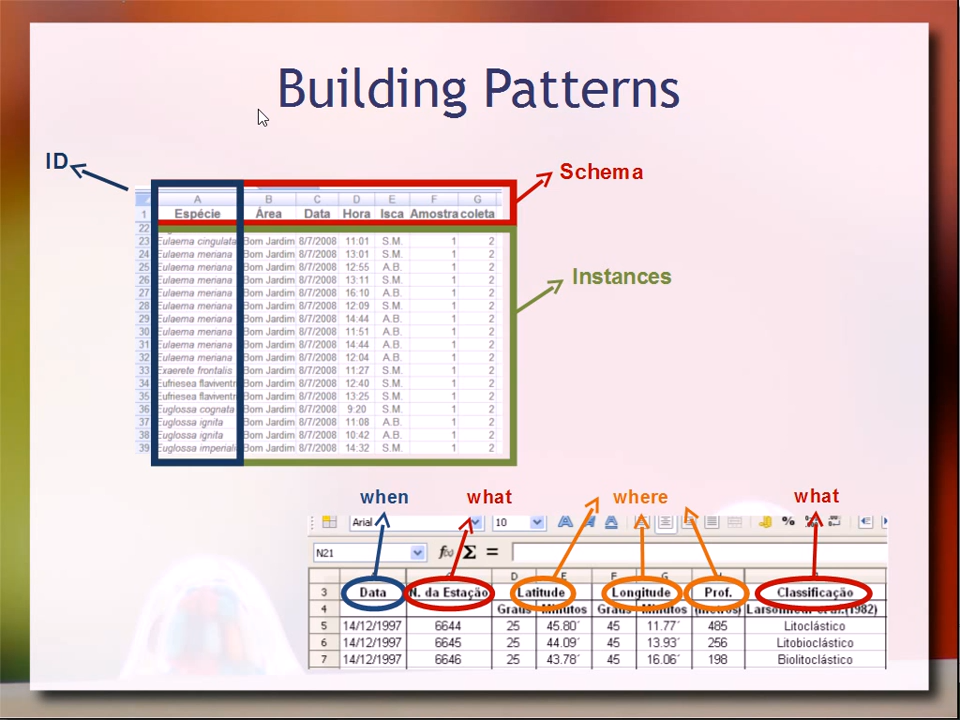 Building Patterns
ID
Schema
A B C D E F G
1 Espécie Área Data Hora Isca Amostra coleta
22
23 Eulaema cingulata Bom Jardim 8/7/2008 11:01 S.M. 1 2
24 Eulaema meriana Bom Jardim 8/7/2008 13:01 S.M. 1 2
25 Eulaema meriana Bom Jardim 8/7/2008 12:55 A.B. 1 2
26 Eulaema meriana Bom Jardim 8/7/2008 13:11 S.M. 1 2
27 Eulaema meriana Bom Jardim 8/7/2008 16:10 A.B. 1 2
28 Eulaema meriana Bom Jardim 8/7/2008 12:09 S.M. 1 2
29 Eulaema meriana Bom Jardim 8/7/2008 14:44 A.B. 1 2
30 Eulaema meriana Bom Jardim 8/7/2008 11:51 A.B. 1 2
31 Eulaema meriana Bom Jardim 8/7/2008 14:44 A.B. 1 2
32 Eulaema meriana Bom Jardim 8/7/2008 12:04 A.B. 1 2
33 Exaerete frontalis Bom Jardim 8/7/2008 11:27 S.M. 1 2
34 Eufriesea flaviventr Bom Jardim 8/7/2008 12:40 S.M. 1 2
35 Eufriesea flaviventr Bom Jardim 8/7/2008 13:25 S.M. 1 2
36 Euglossa cognata Bom Jardim 8/7/2008 9:20 S.M. 1 2
37 Euglossa ignita Bom Jardim 8/7/2008 11:08 A.B. 1 2
38 Euglossa ignita Bom Jardim 8/7/2008 10:42 A.B. 1 2
39 Euglossa imperiali Bom Jardim 8/7/2008 14:32 S.M. 1 2
Instances
when what where what
Arial 10 A A A %
N21 f(x) Σ =
D E F G
3 Data N. da Estação Latitude Longitude Prof. Classificação
4 Graus Minutos Graus Minutos (metros) Larsonneur et al.(1982)
5 14/12/1997 6644 25 45.80´ 45 11.77´ 485 Litoclástico
6 14/12/1997 6645 25 44.09´ 45 13.93´ 256 Litobioclástico
7 14/12/1997 6646 25 43.78´ 45 16.06´ 198 Biolitoclástico